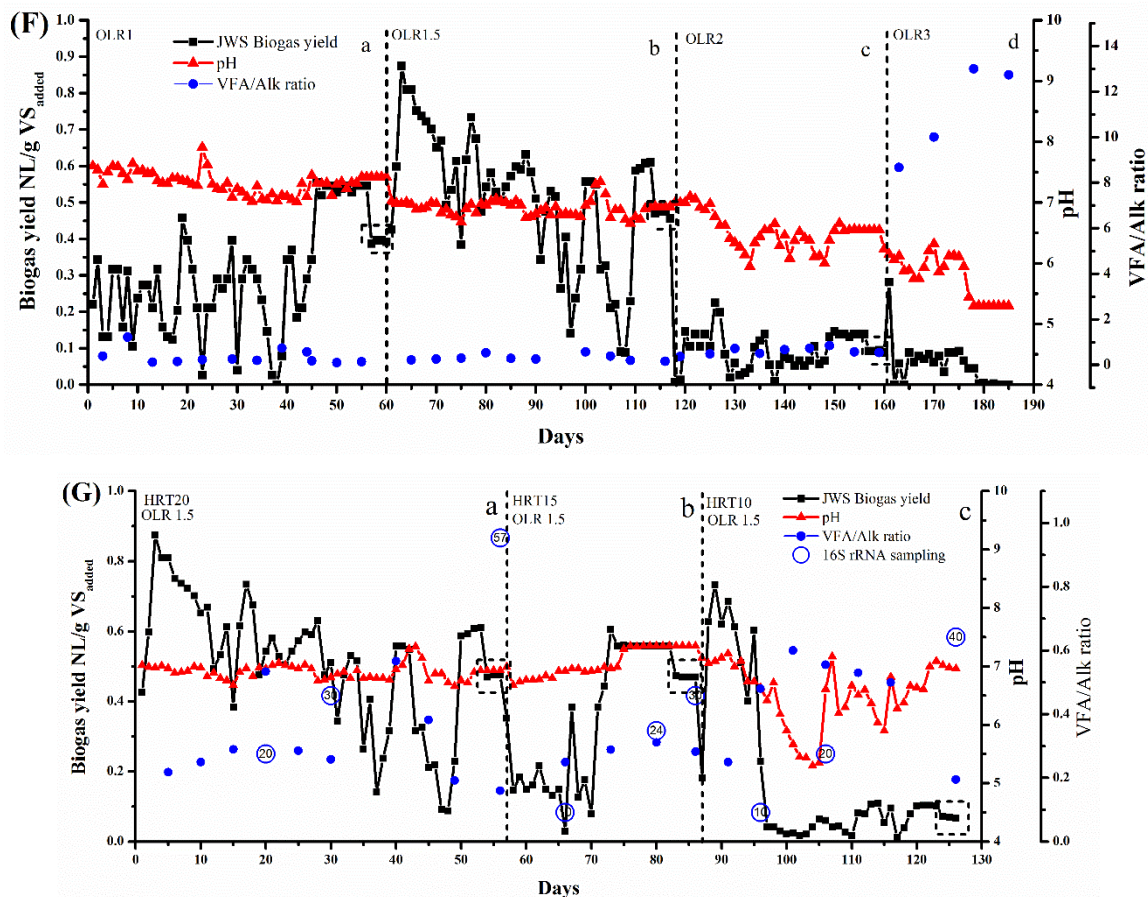 (F)
OLR1
a
OLR1.5
b
OLR2
c
OLR3
d
JWS Biogas yield
pH
VFA/Alk ratio
1.0
0.9
0.8
0.7
0.6
0.5
0.4
0.3
0.2
0.1
0.0
Biogas yield NL/g VSadded
10
9
8
7
6
5
4
pH
14
12
10
8
6
4
2
0
VFA/Alk ratio
0 10 20 30 40 50 60 70 80 90 100 110 120 130 140 150 160 170 180 190
Days
(G)
HRT20
OLR 1.5
a
HRT15
OLR 1.5
b
HRT10
OLR 1.5
c
JWS Biogas yield
pH
VFA/Alk ratio
16S rRNA sampling
1.0
0.8
0.6
0.4
0.2
0.0
Biogas yield NL/g VSadded
57
20
30
24
30
10
20
40
10
9
8
7
6
5
4
pH
1.0
0.8
0.6
0.4
0.2
0.0
VFA/Alk ratio
0 10 20 30 40 50 60 70 80 90 100 110 120 130
Days